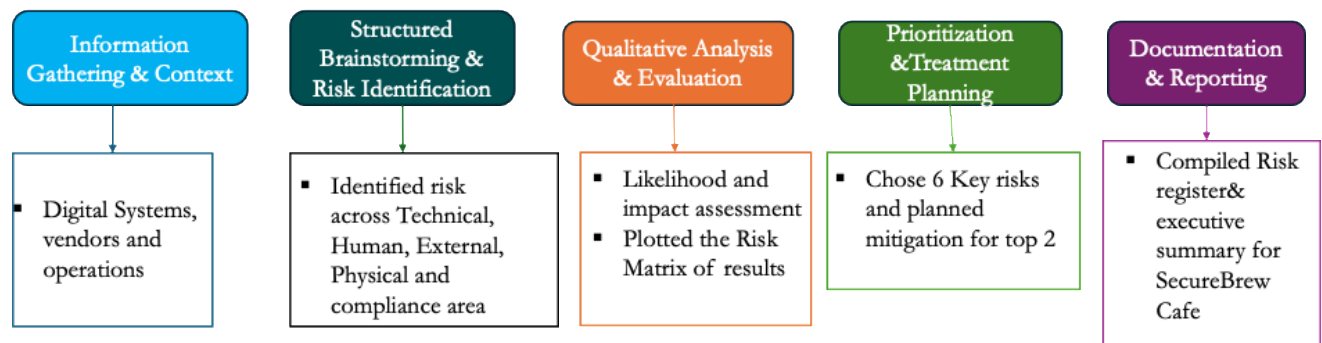 Information
Gathering & Context
Structured
Brainstorming &
Risk Identification
Qualitative Analysis
& Evaluation
Prioritization
&Treatment
Planning
Documentation
& Reporting
▪ Digital Systems,
vendors and
operations
▪ Identified risk
across Technical,
Human, External,
Physical and
compliance area
▪ Likelihood and
impact assessment
▪ Plotted the Risk
Matrix of results
▪ Chose 6 Key risks
and planned
mitigation for top 2
▪ Compiled Risk
register&
executive
summary for
SecureBrew
Cafe